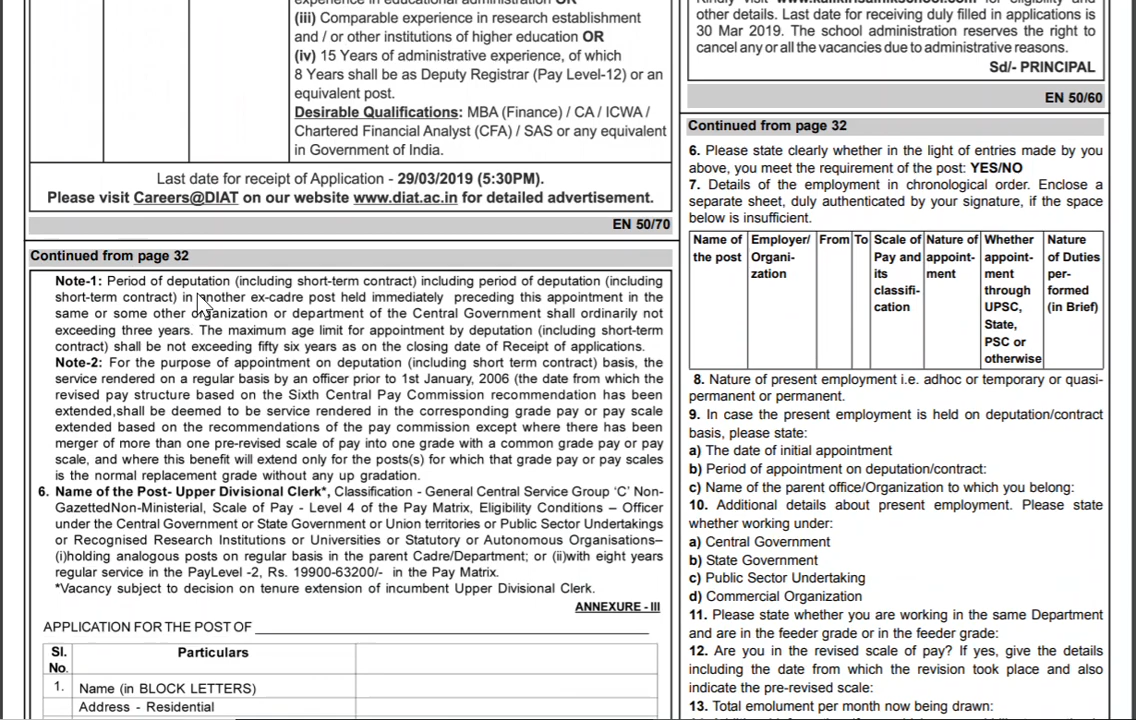 (iii) Comparable experience in research establishment
and / or other institutions of higher education OR
(iv) 15 Years of administrative experience, of which
8 Years shall be as Deputy Registrar (Pay Level-12) or an
equivalent post.
Desirable Qualifications: MBA (Finance) / CA / ICWA /
Chartered Financial Analyst (CFA) / SAS or any equivalent
in Government of India.
Last date for receipt of Application - 29/03/2019 (5:30PM).
Please visit Careers@DIAT on our website www.diat.ac.in for detailed advertisement.
EN 50/70
Continued from page 32
Note-1: Period of deputation (including short-term contract) including period of deputation (including
short-term contract) in another ex-cadre post held immediately preceding this appointment in the
same or some other organization or department of the Central Government shall ordinarily not
exceeding three years. The maximum age limit for appointment by deputation (including short-term
contract) shall be not exceeding fifty six years as on the closing date of Receipt of applications.
Note-2: For the purpose of appointment on deputation (including short term contract) basis, the
service rendered on a regular basis by an officer prior to 1st January, 2006 (the date from which the
revised pay structure based on the Sixth Central Pay Commission recommendation has been
extended,shall be deemed to be service rendered in the corresponding grade pay or pay scale
extended based on the recommendations of the pay commission except where there has been
merger of more than one pre-revised scale of pay into one grade with a common grade pay or pay
scale, and where this benefit will extend only for the posts(s) for which that grade pay or pay scales
is the normal replacement grade without any up gradation.
6. Name of the Post- Upper Divisional Clerk*, Classification - General Central Service Group 'C' Non-
GazettedNon-Ministerial, Scale of Pay - Level 4 of the Pay Matrix, Eligibility Conditions – Officer
under the Central Government or State Government or Union territories or Public Sector Undertakings
or Recognised Research Institutions or Universities or Statutory or Autonomous Organisations–
(i)holding analogous posts on regular basis in the parent Cadre/Department; or (ii)with eight years
regular service in the PayLevel -2, Rs. 19900-63200/- in the Pay Matrix.
*Vacancy subject to decision on tenure extension of incumbent Upper Divisional Clerk.
ANNEXURE - III
APPLICATION FOR THE POST OF
Sl. No. Particulars
1. Name (in BLOCK LETTERS)
Address - Residential
other details. Last date for receiving duly filled in applications is
30 Mar 2019. The school administration reserves the right to
cancel any or all the vacancies due to administrative reasons.
Sd/- PRINCIPAL
EN 50/60
Continued from page 32
6. Please state clearly whether in the light of entries made by you
above, you meet the requirement of the post: YES/NO
7. Details of the employment in chronological order. Enclose a
separate sheet, duly authenticated by your signature, if the space
below is insufficient.
Name of the post
Employer/ Organi- zation
From
To
Scale of Pay and its classifi- cation
Nature of appoint- ment
Whether appoint- ment through UPSC, State, PSC or otherwise
Nature of Duties per- formed (in Brief)
8. Nature of present employment i.e. adhoc or temporary or quasi-
permanent or permanent.
9. In case the present employment is held on deputation/contract
basis, please state:
a) The date of initial appointment
b) Period of appointment on deputation/contract:
c) Name of the parent office/Organization to which you belong:
10. Additional details about present employment. Please state
whether working under:
a) Central Government
b) State Government
c) Public Sector Undertaking
d) Commercial Organization
11. Please state whether you are working in the same Department
and are in the feeder grade or in the feeder grade:
12. Are you in the revised scale of pay? If yes, give the details
including the date from which the revision took place and also
indicate the pre-revised scale:
13. Total emolument per month now being drawn: